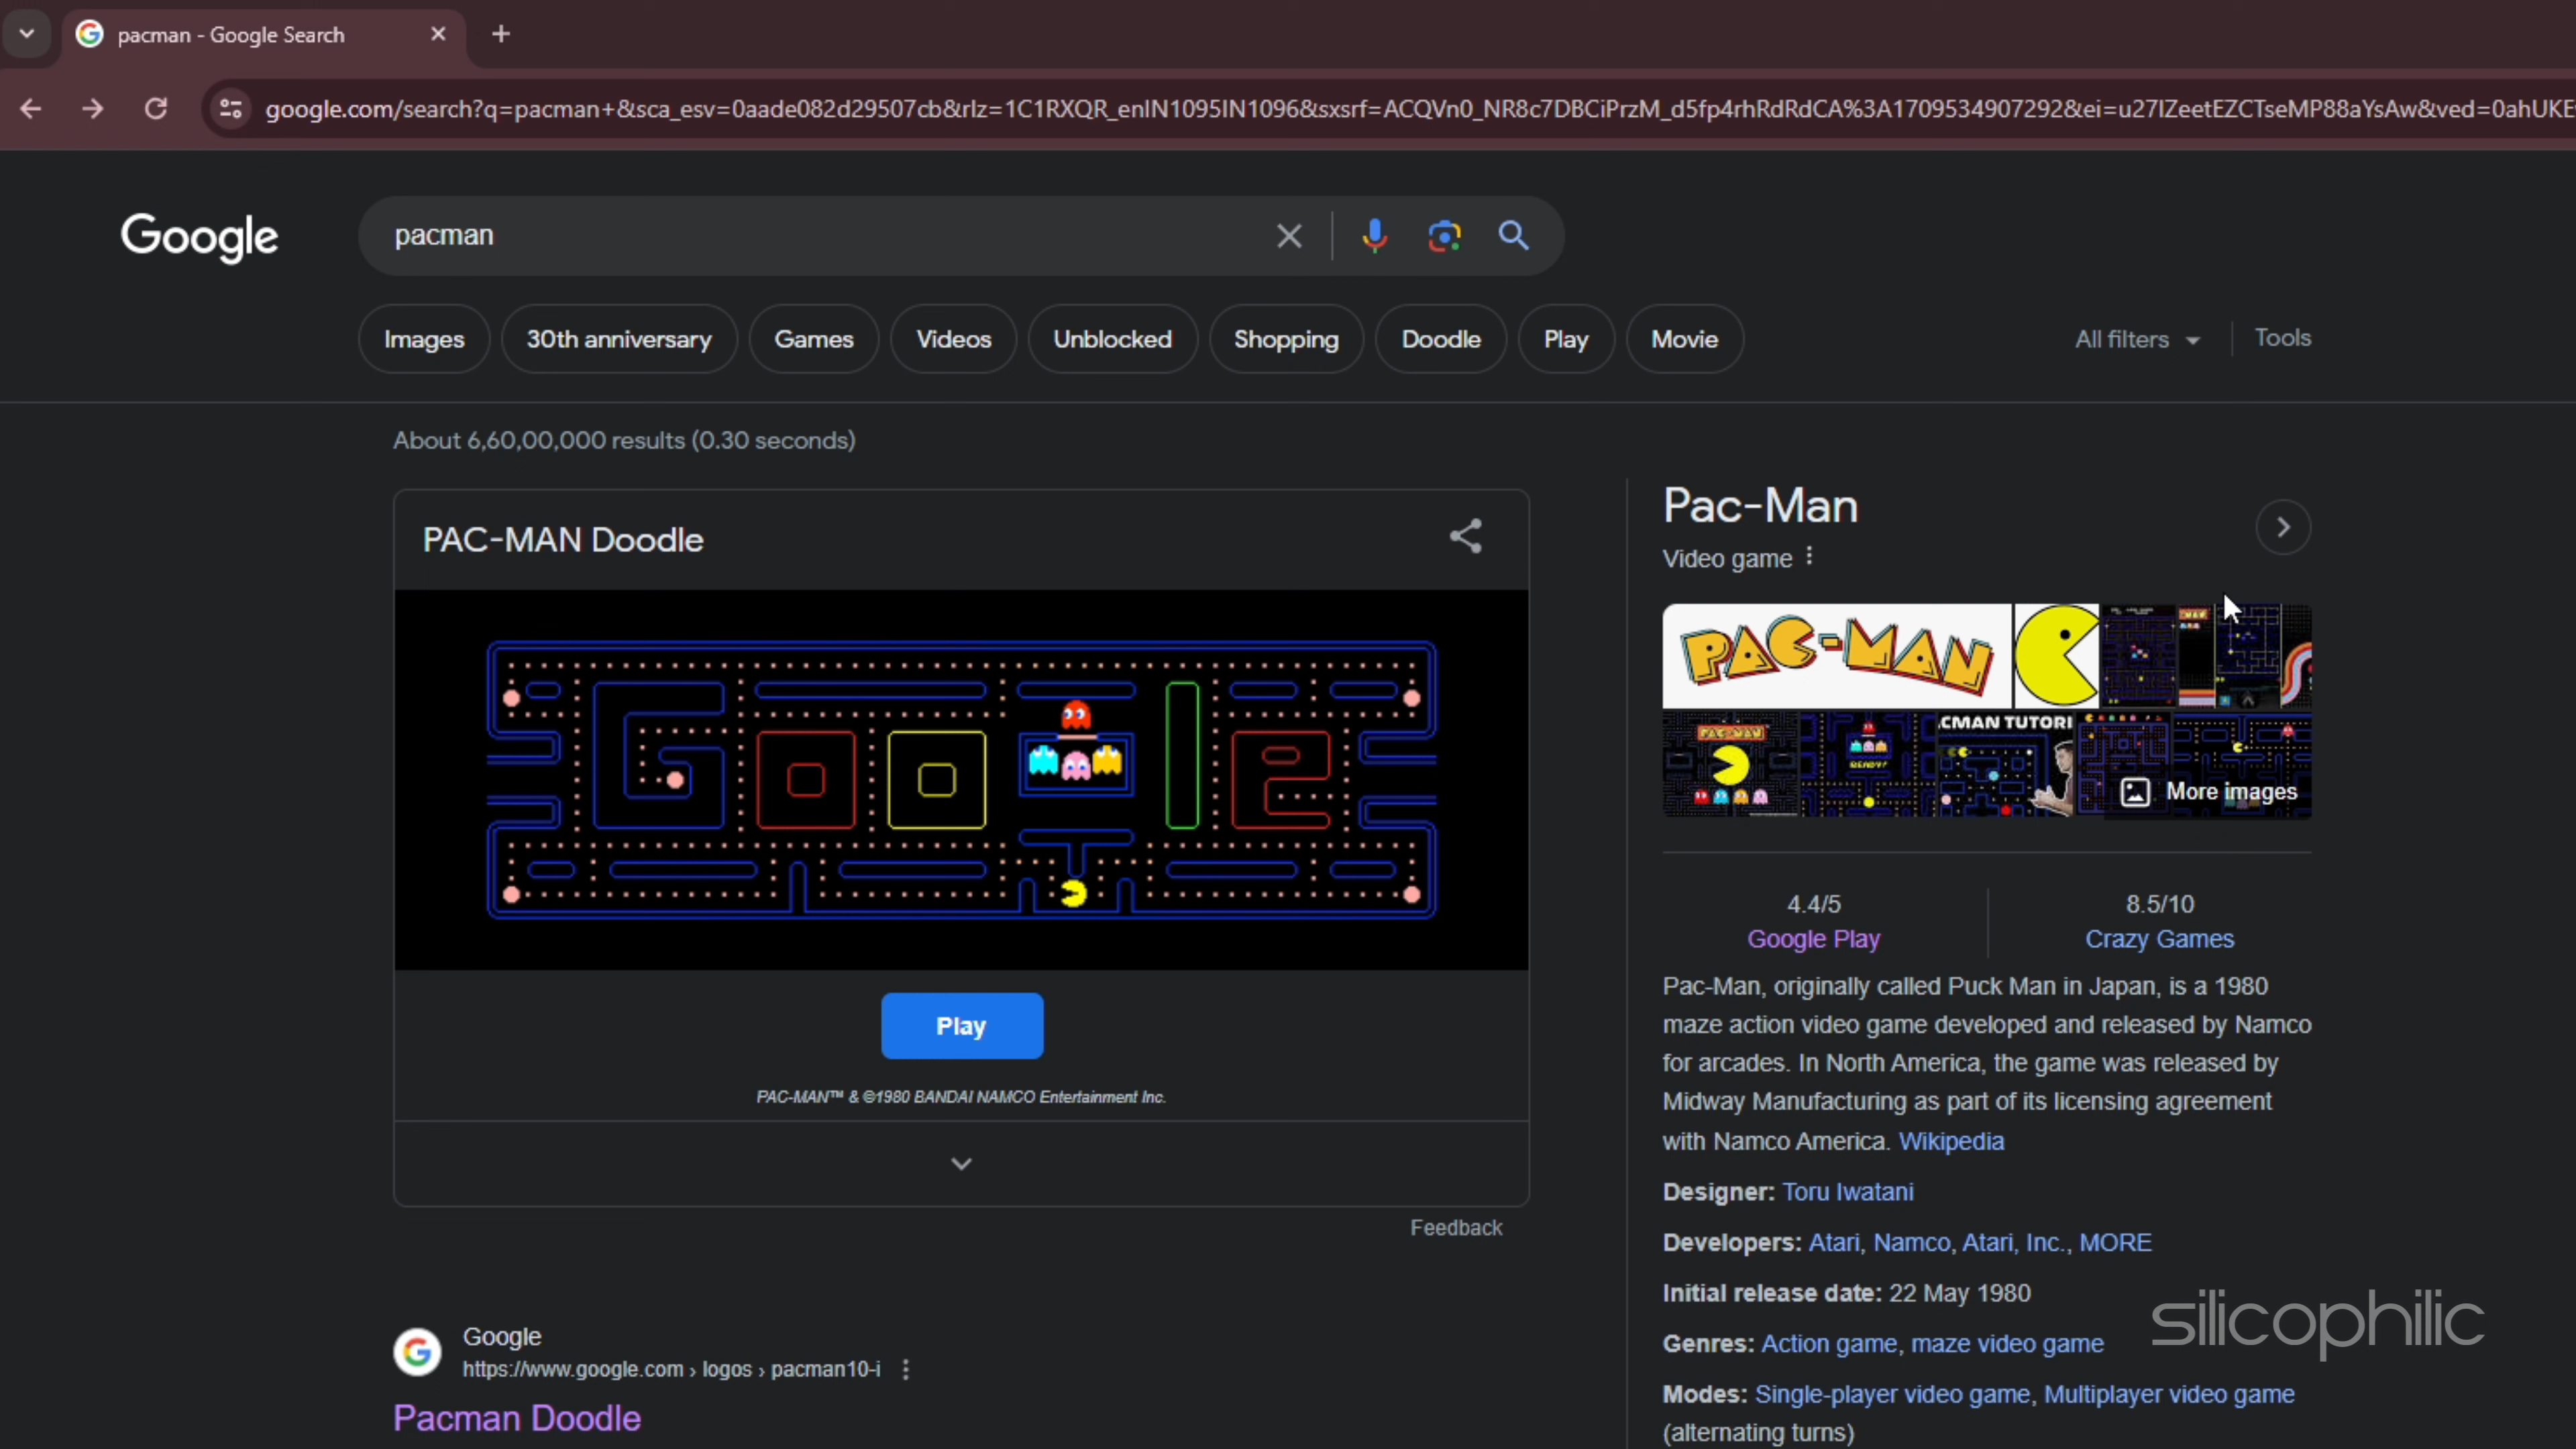 pacman - Google Search
google.com/search?q=pacman+&sca_esv=0aade082d29507cb&rlz=1C1RXQR_enIN1095IN1096&sxsrf=ACQVn0_NR8c7DBCiPrzM_d5fp4rhRdRdCA%3A1709534907292&ei=u27lZeetEZCTseMP88aYsAw&ved=0ahUKE
Google
pacman
Images
30th anniversary
Games
Videos
Unblocked
Shopping
Doodle
Play
Movie
All filters
Tools
About 6,60,00,000 results (0.30 seconds)
PAC-MAN Doodle
Google
Play
PAC-MAN™ & ©1980 BANDAI NAMCO Entertainment Inc.
Feedback
Google
https://www.google.com › logos › pacman10-i
Pacman Doodle
Pac-Man
Video game
PAC-MAN
PAC-MAN
READY!
CMAN TUTORI
More images
4.4/5
Google Play
8.5/10
Crazy Games
Pac-Man, originally called Puck Man in Japan, is a 1980
maze action video game developed and released by Namco
for arcades. In North America, the game was released by
Midway Manufacturing as part of its licensing agreement
with Namco America. Wikipedia
Designer: Toru Iwatani
Developers: Atari, Namco, Atari, Inc., MORE
Initial release date: 22 May 1980
Genres: Action game, maze video game
Modes: Single-player video game, Multiplayer video game
(alternating turns)
silicophilic